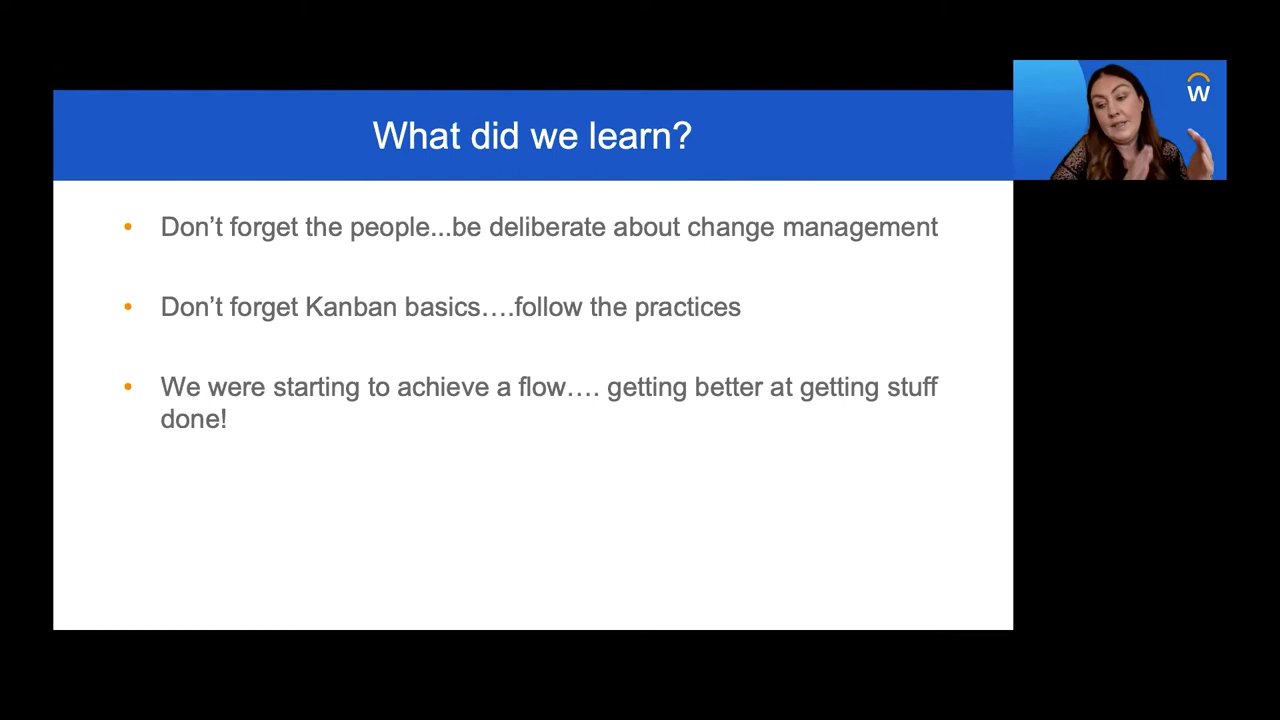 What did we learn?
W
• Don’t forget the people...be deliberate about change management
• Don’t forget Kanban basics….follow the practices
• We were starting to achieve a flow…. getting better at getting stuff
done!